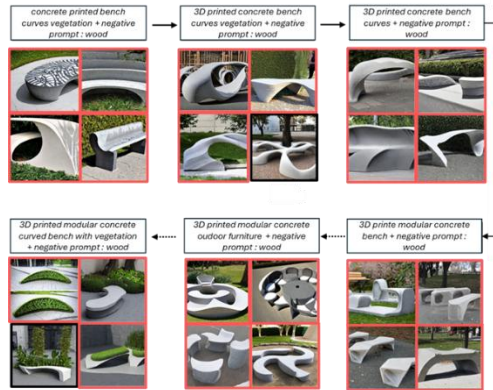 concrete printed bench
curves vegetation + negative
prompt : wood
3D printed concrete bench
curves vegetation + negative
prompt : wood
3D printed concrete bench
curves + negative prompt :
wood
3D printed modular concrete
curved bench with vegetation
+ negative prompt : wood
3D printed modular concrete
oudoor furniture + negative
prompt : wood
3D printe modular concrete
bench + negative prompt :
wood